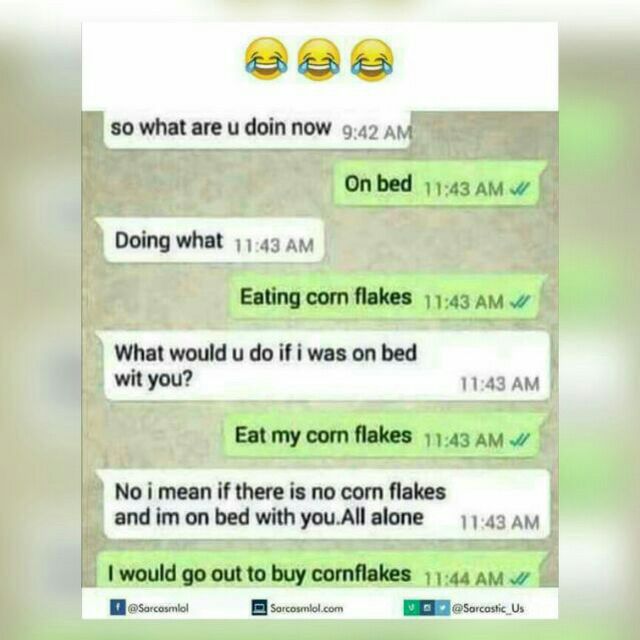 so what are u doin now 9:42 AM
On bed 11:43 AM
Doing what 11:43 AM
Eating corn flakes 11:43 AM
What would u do if i was on bed
wit you? 11:43 AM
Eat my corn flakes 11:43 AM
No i mean if there is no corn flakes
and im on bed with you.All alone 11:43 AM
I would go out to buy cornflakes 11:44 AM
@Sarcasmlol Sarcasmlol.com @Sarcastic_Us